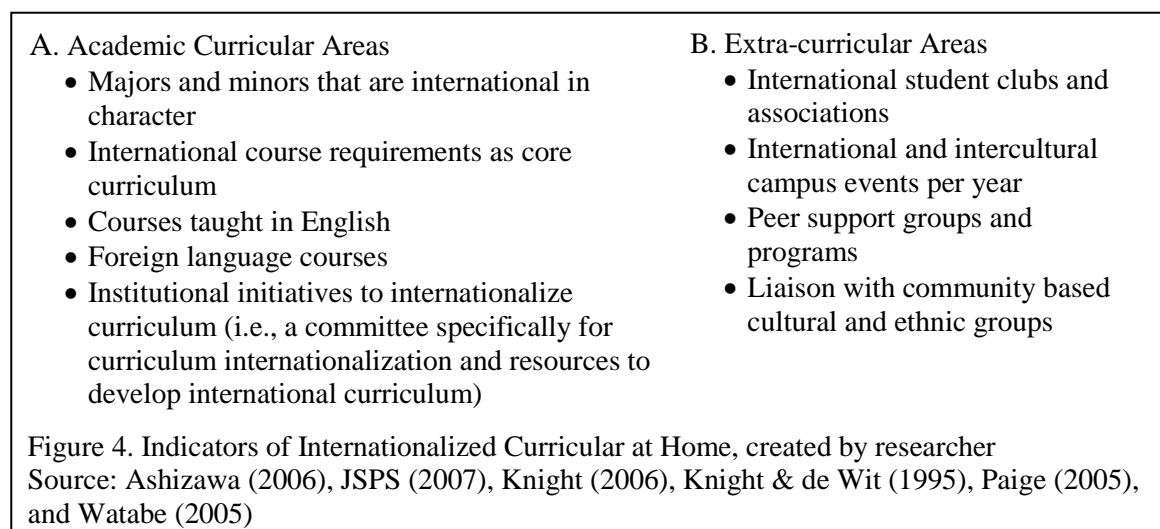 A. Academic Curricular Areas
• Majors and minors that are international in
character
• International course requirements as core
curriculum
• Courses taught in English
• Foreign language courses
• Institutional initiatives to internationalize
curriculum (i.e., a committee specifically for
curriculum internationalization and resources to
develop international curriculum)
B. Extra-curricular Areas
• International student clubs and
associations
• International and intercultural
campus events per year
• Peer support groups and
programs
• Liaison with community based
cultural and ethnic groups
Figure 4. Indicators of Internationalized Curricular at Home, created by researcher
Source: Ashizawa (2006), JSPS (2007), Knight (2006), Knight & de Wit (1995), Paige (2005),
and Watabe (2005)